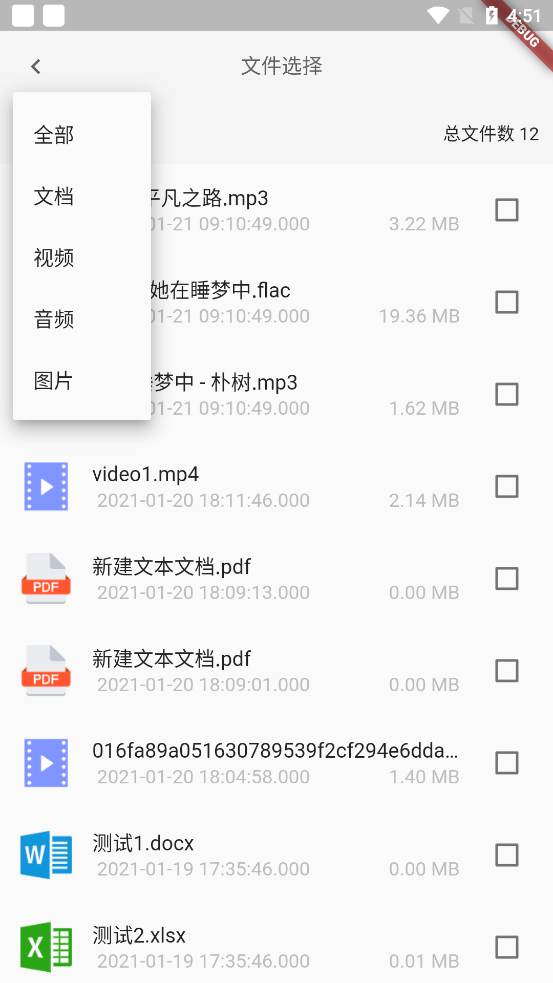 4:51
DEBUG
文件选择
总文件数 12
全部
文档
视频
音频
图片
平凡之路.mp3
01-21 09:10:49.000 3.22 MB
她在睡梦中.flac
01-21 09:10:49.000 19.36 MB
梦中 - 朴树.mp3
01-21 09:10:49.000 1.62 MB
video1.mp4
2021-01-20 18:11:46.000 2.14 MB
PDF
新建文本文档.pdf
2021-01-20 18:09:13.000 0.00 MB
PDF
新建文本文档.pdf
2021-01-20 18:09:01.000 0.00 MB
016fa89a051630789539f2cf294e6dda...
2021-01-20 18:04:58.000 1.40 MB
W
测试1.docx
2021-01-19 17:35:46.000 0.00 MB
X
测试2.xlsx
2021-01-19 17:35:46.000 0.01 MB